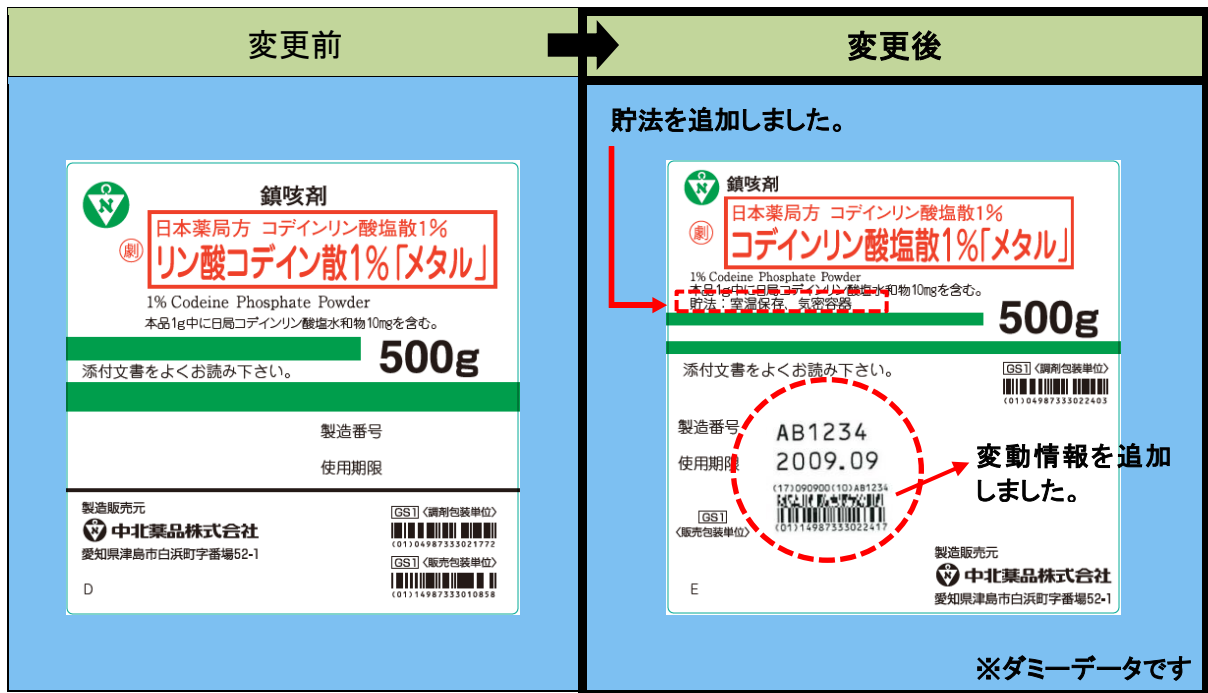 変更前
変更後
鎮咳剤
日本薬局方 コデインリン酸塩散1%
劇
リン酸コデイン散1%「メタル」
1% Codeine Phosphate Powder
本品1g中に日局コデインリン酸塩水和物10mgを含む。
500g
添付文書をよくお読み下さい。
製造番号
使用期限
製造販売元
中北薬品株式会社
愛知県津島市白浜町字番場52-1
D
GS1 〈調剤包装単位〉
(01)04987333021772
GS1 〈販売包装単位〉
(01)14987333010858
貯法を追加しました。
鎮咳剤
日本薬局方 コデインリン酸塩散1%
劇
コデインリン酸塩散1%「メタル」
1% Codeine Phosphate Powder
本品1g中に日局コデインリン酸塩水和物10mgを含む。
貯法：室温保存、気密容器
500g
添付文書をよくお読み下さい。
GS1 〈調剤包装単位〉
(01)04987333022403
製造番号 AB1234
使用期限 2009.09
(17)090900(10)AB1234
(01)14987333022417
GS1
〈販売包装単位〉
変動情報を追加
しました。
製造販売元
中北薬品株式会社
愛知県津島市白浜町字番場52-1
E
※ダミーデータです